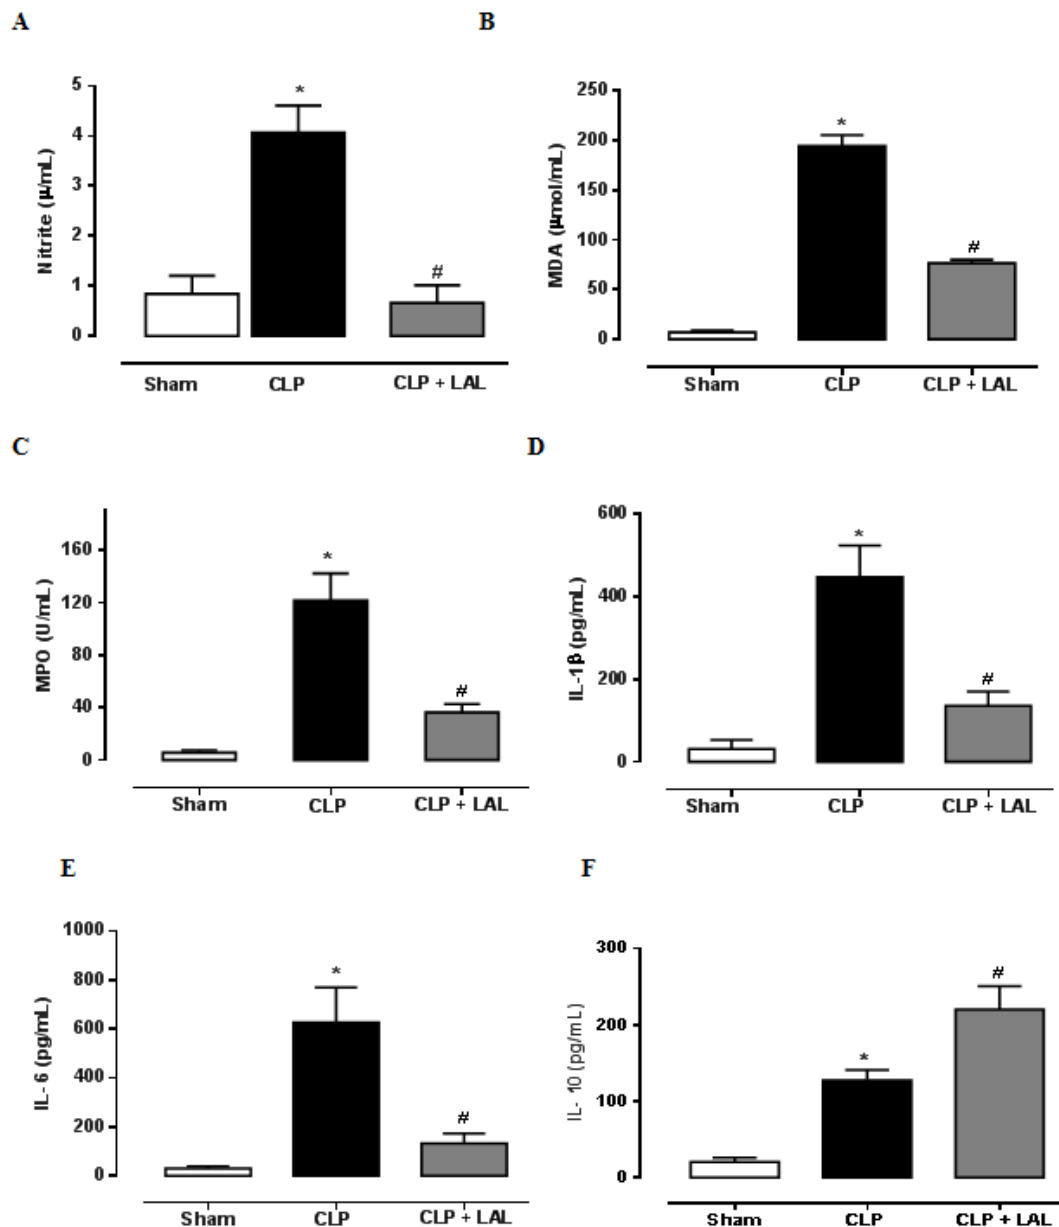 A
B
5
4
3
2
1
0
Nitrite (µ/mL)
*
#
Sham
CLP
CLP + LAL
250
200
150
100
50
0
MDA (µmol/mL)
*
#
Sham
CLP
CLP + LAL
C
D
160
120
80
40
0
MPO (U/mL)
*
#
Sham
CLP
CLP + LAL
600
400
200
0
IL-1β (pg/mL)
*
#
Sham
CLP
CLP + LAL
E
F
1000
800
600
400
200
0
IL-6 (pg/mL)
*
#
Sham
CLP
CLP + LAL
300
200
100
0
IL- 10 (pg/mL)
*
#
Sham
CLP
CLP + LAL